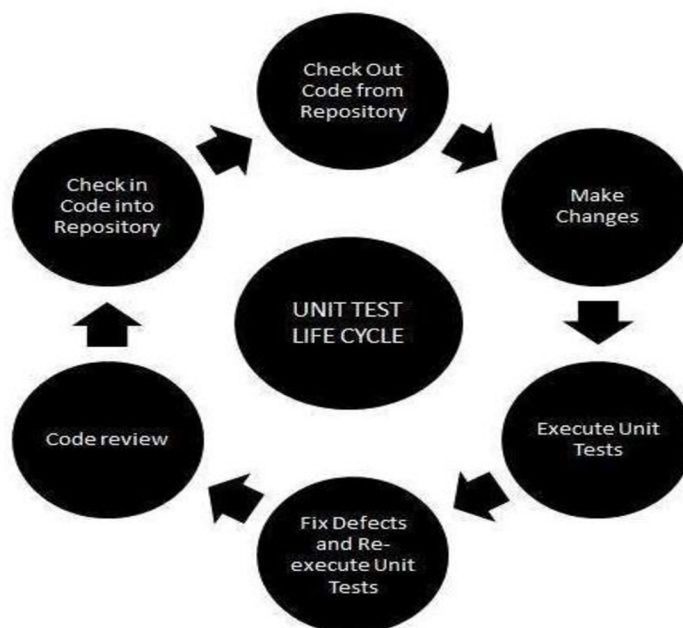 Check Out
Code from
Repository
Make
Changes
Execute Unit
Tests
Fix Defects
and Re-
execute Unit
Tests
Code review
Check in
Code into
Repository
UNIT TEST
LIFE CYCLE